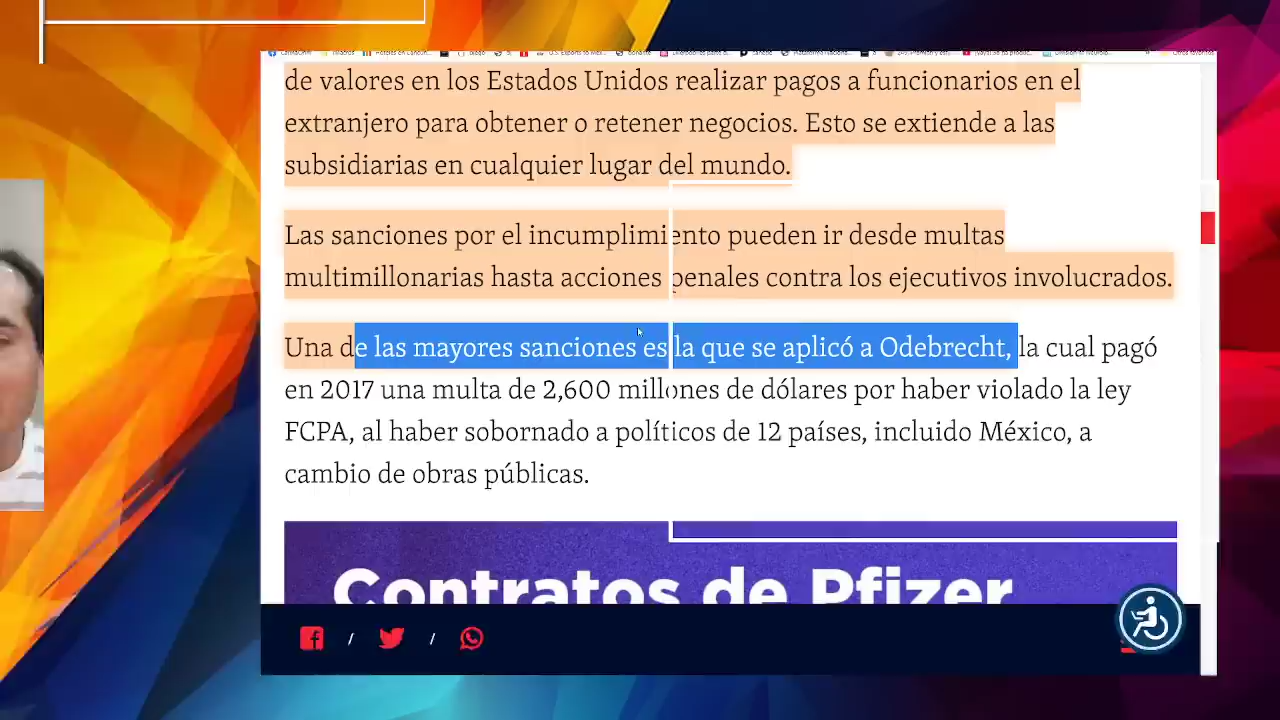 de valores en los Estados Unidos realizar pagos a funcionarios en el
extranjero para obtener o retener negocios. Esto se extiende a las
subsidiarias en cualquier lugar del mundo.
Las sanciones por el incumplimiento pueden ir desde multas
multimillonarias hasta acciones penales contra los ejecutivos involucrados.
Una de las mayores sanciones es la que se aplicó a Odebrecht, la cual pagó
en 2017 una multa de 2,600 millones de dólares por haber violado la ley
FCPA, al haber sobornado a políticos de 12 países, incluido México, a
cambio de obras públicas.
Contratos de Pfizer
/ /